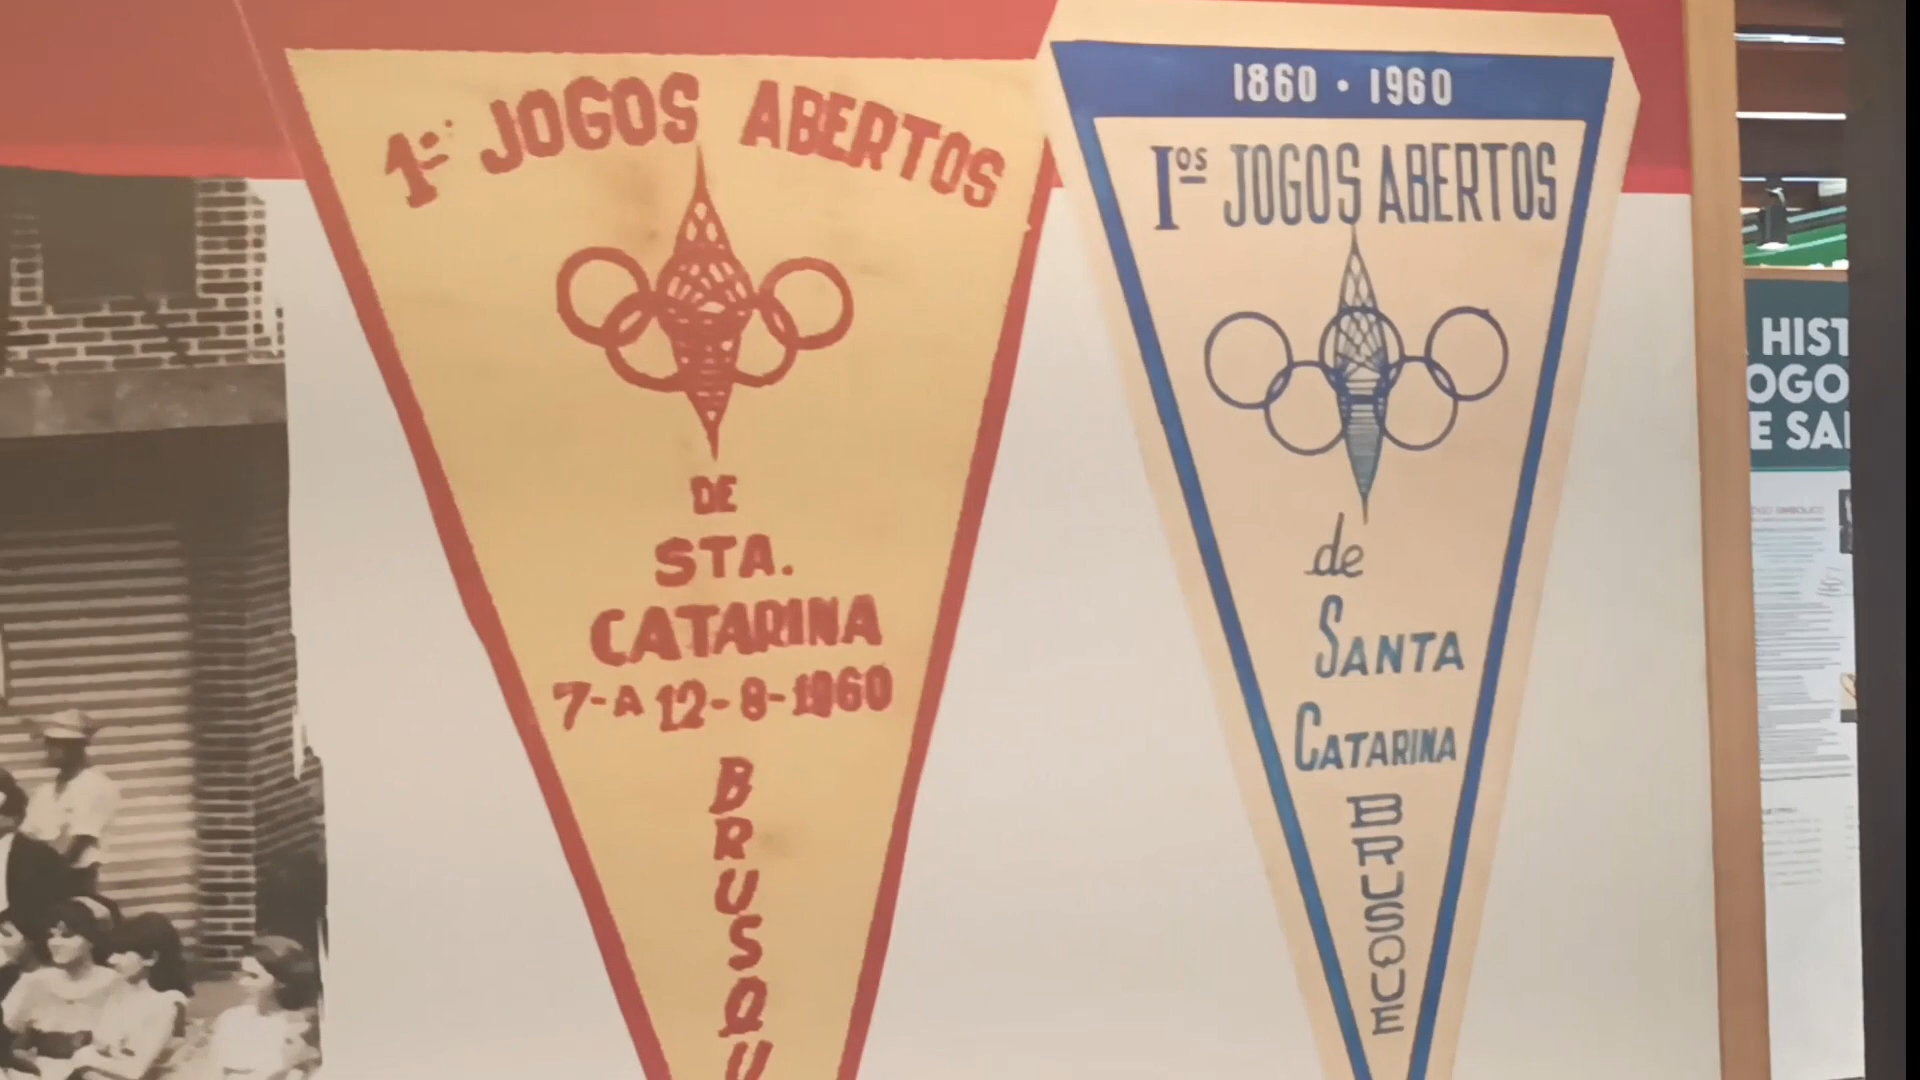 1os JOGOS ABERTOS
DE
STA.
CATARINA
7-A 12-8-1960
BRUSQU
1860 • 1960
Ios JOGOS ABERTOS
de
SANTA
CATARINA
BRUSQUE
HIST
OGO
E SA